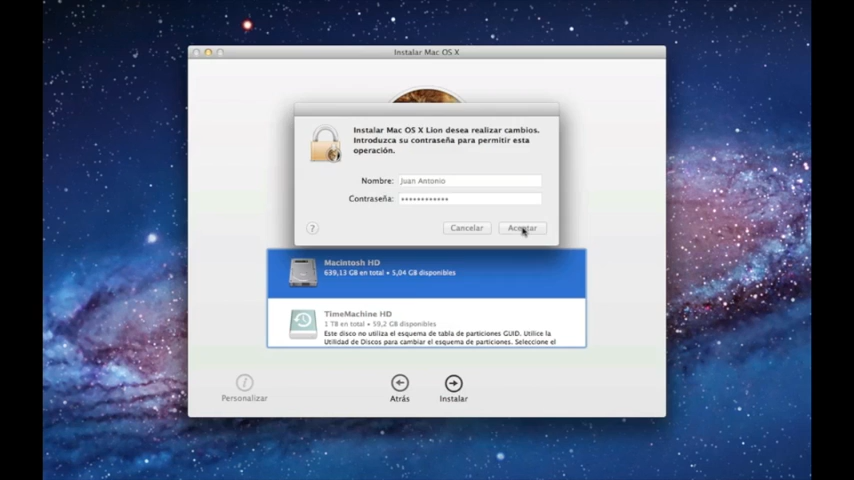 Instalar Mac OS X
Instalar Mac OS X Lion desea realizar cambios.
Introduzca su contraseña para permitir esta
operación.
Nombre: Juan Antonio
Contraseña: ••••••••••••
? Cancelar Aceptar
Macintosh HD
639,13 GB en total • 5,04 GB disponibles
TimeMachine HD
1 TB en total • 59,2 GB disponibles
Este disco no utiliza el esquema de tabla de particiones GUID. Utilice la
Utilidad de Discos para cambiar el esquema de particiones. Seleccione el
Personalizar Atrás Instalar